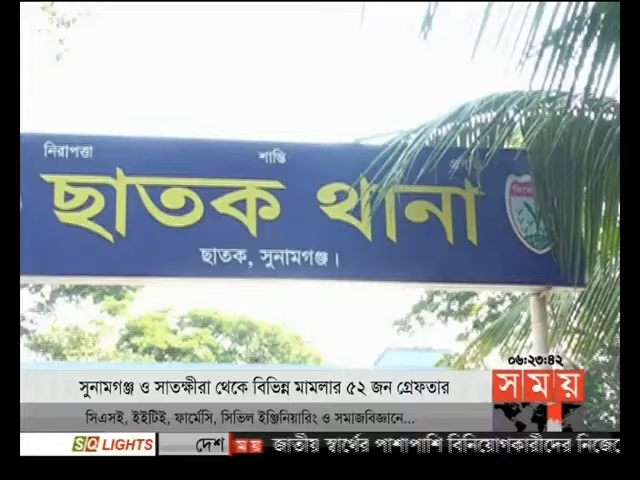 নিরাপত্তা শান্তি
ছাতক থানা
ছাতক, সুনামগঞ্জ।
০৬:২৩:৪২
সুনামগঞ্জ ও সাতক্ষীরা থেকে বিভিন্ন মামলার ৫২ জন গ্রেফতার
সময়
সিএসই, ইইটিই, ফার্মেসি, সিভিল ইঞ্জিনিয়ারিং ও সমাজবিজ্ঞানে...
SQ LIGHTS দেশ সময় জাতীয় স্বার্থের পাশাপাশি বিনিয়োগকারীদের নিজে